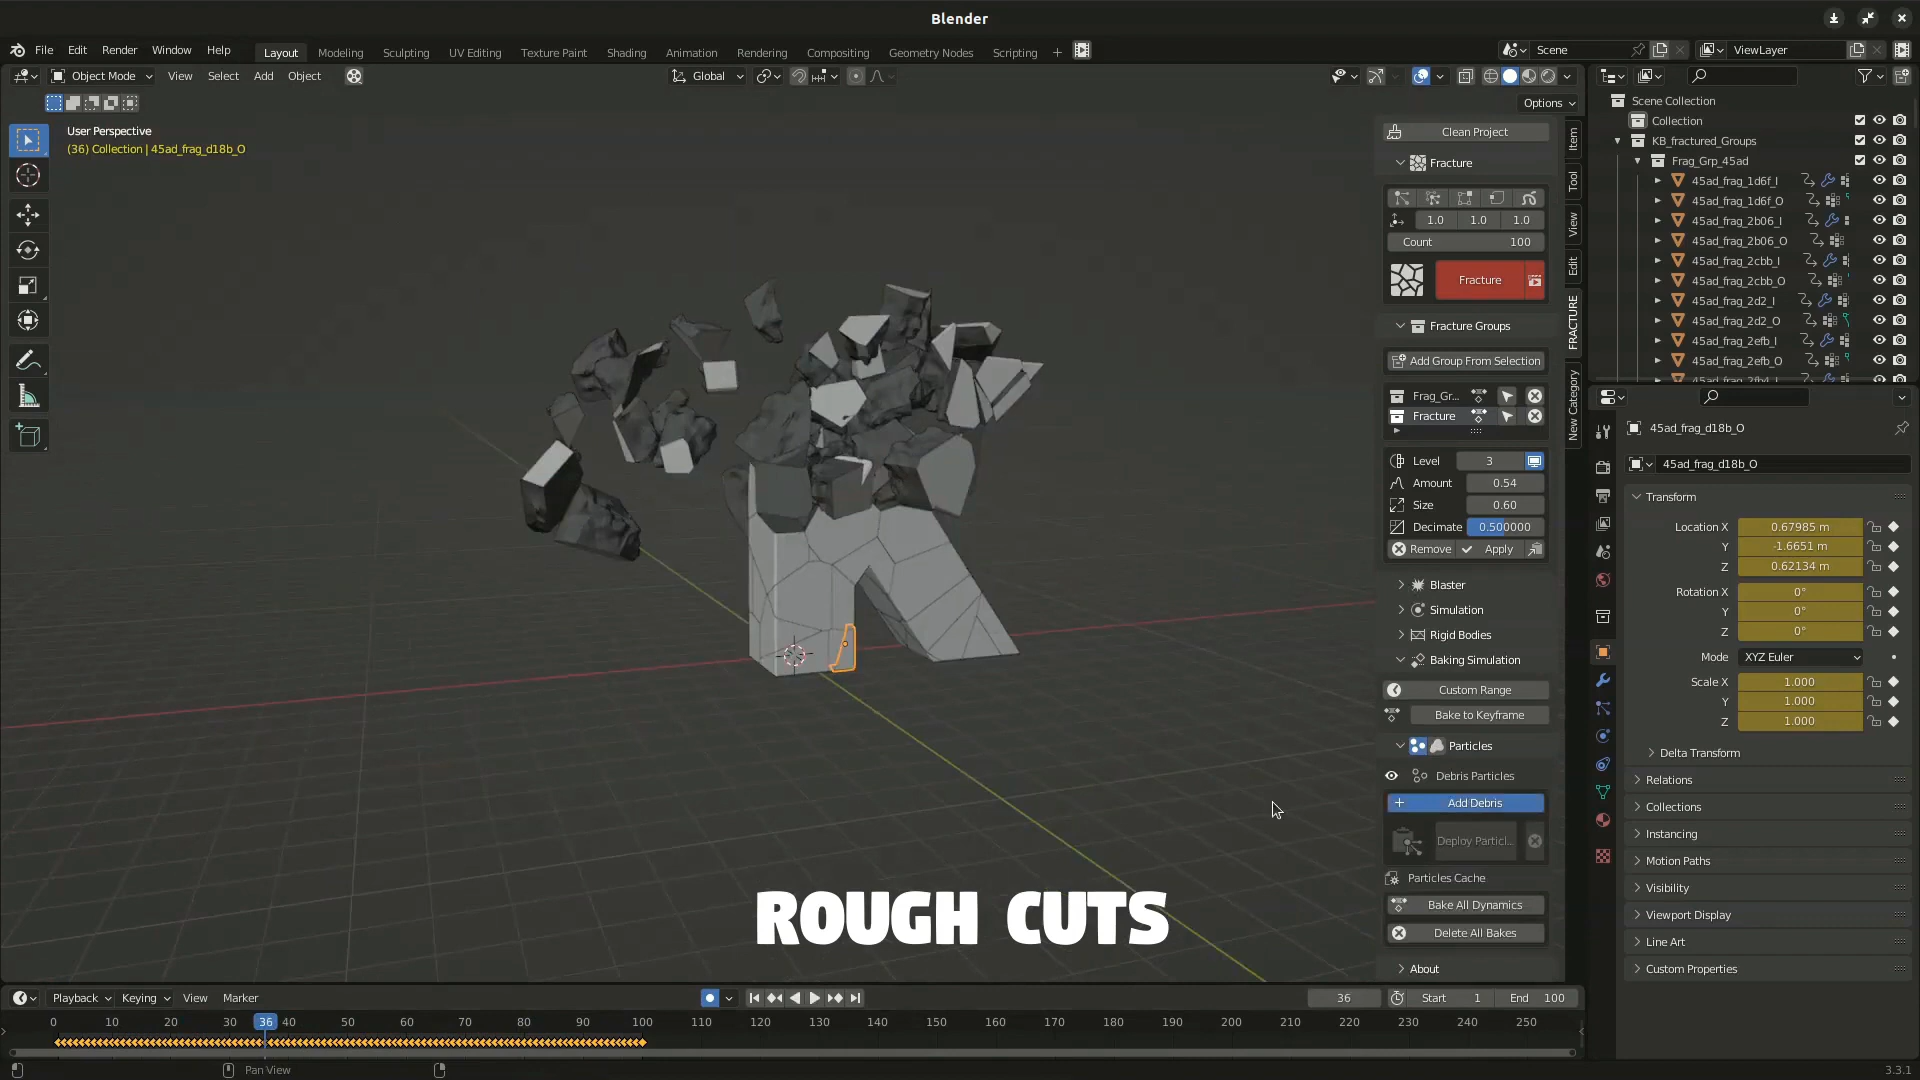 Blender
File Edit Render Window Help Layout Modeling Sculpting UV Editing Texture Paint Shading Animation Rendering Compositing Geometry Nodes Scripting + Scene ViewLayer
Object Mode View Select Add Object Global
Options
User Perspective
(36) Collection | 45ad_frag_d18b_O
Clean Project
Fracture
1.0 1.0 1.0
Count 100
Fracture
Fracture Groups
Add Group From Selection
Frag_Gr...
Fracture
Level 3
Amount 0.54
Size 0.60
Decimate 0.500000
Remove Apply
Blaster
Simulation
Rigid Bodies
Baking Simulation
Custom Range
Bake to Keyframe
Particles
Debris Particles
Add Debris
Deploy Particl...
Particles Cache
Bake All Dynamics
Delete All Bakes
About
Item
Tool
View
Edit
FRACTURE
New Category
Scene Collection
Collection
KB_fractured_Groups
Frag_Grp_45ad
45ad_frag_1d6f_I
45ad_frag_1d6f_O
45ad_frag_2b06_I
45ad_frag_2b06_O
45ad_frag_2cbb_I
45ad_frag_2cbb_O
45ad_frag_2d2_I
45ad_frag_2d2_O
45ad_frag_2efb_I
45ad_frag_2efb_O
45ad_frag_d18b_O
45ad_frag_d18b_O
Transform
Location X 0.67985 m
Y -1.6651 m
Z 0.62134 m
Rotation X 0°
Y 0°
Z 0°
Mode XYZ Euler
Scale X 1.000
Y 1.000
Z 1.000
Delta Transform
Relations
Collections
Instancing
Motion Paths
Visibility
Viewport Display
Line Art
Custom Properties
ROUGH CUTS
Playback Keying View Marker 36 Start 1 End 100
0 10 20 30 36 40 50 60 70 80 90 100 110 120 130 140 150 160 170 180 190 200 210 220 230 240 250
Pan View 3.3.1